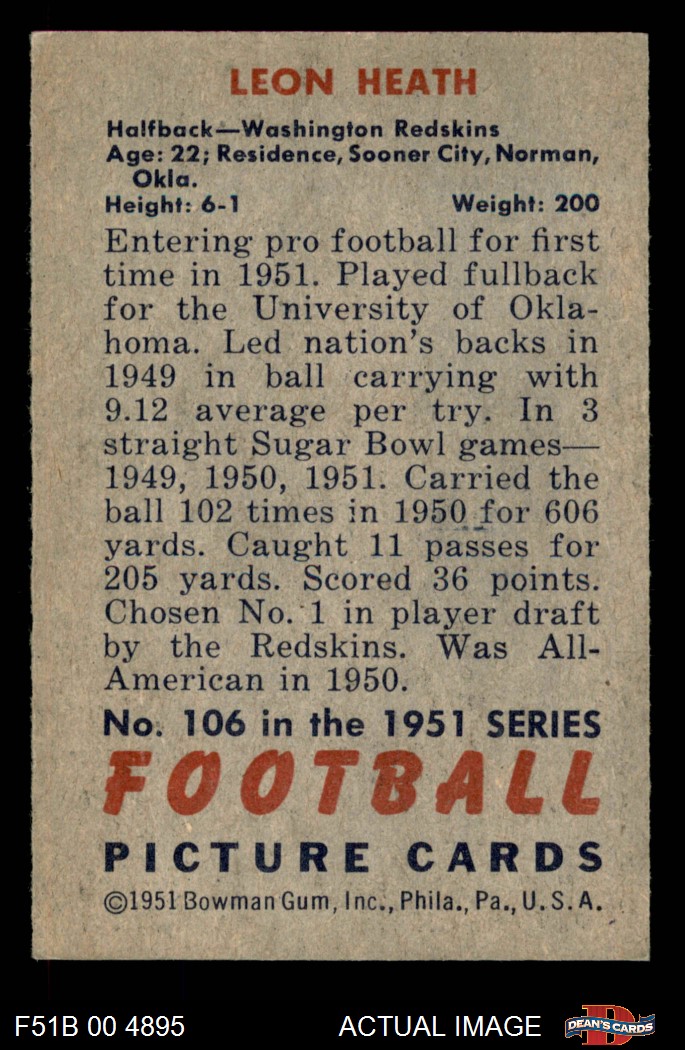 LEON HEATH
Halfback—Washington Redskins
Age: 22; Residence, Sooner City, Norman,
Okla.
Height: 6-1 Weight: 200
Entering pro football for first
time in 1951. Played fullback
for the University of Okla-
homa. Led nation's backs in
1949 in ball carrying with
9.12 average per try. In 3
straight Sugar Bowl games—
1949, 1950, 1951. Carried the
ball 102 times in 1950 for 606
yards. Caught 11 passes for
205 yards. Scored 36 points.
Chosen No. 1 in player draft
by the Redskins. Was All-
American in 1950.
No. 106 in the 1951 SERIES
FOOTBALL
PICTURE CARDS
©1951 Bowman Gum, Inc., Phila., Pa., U.S.A.
F51B 00 4895 ACTUAL IMAGE D DEAN'S CARDS